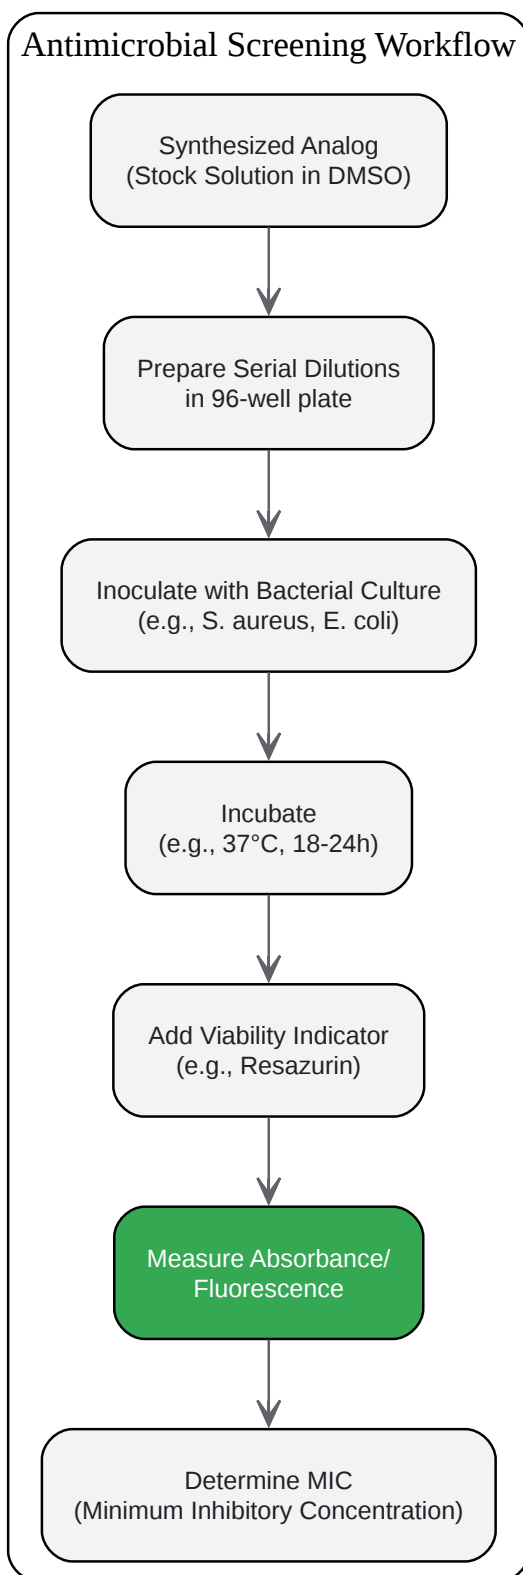 Antimicrobial Screening Workflow
Synthesized Analog
(Stock Solution in DMSO)
Prepare Serial Dilutions
in 96-well plate
Inoculate with Bacterial Culture
(e.g., S. aureus, E. coli)
Incubate
(e.g., 37°C, 18-24h)
Add Viability Indicator
(e.g., Resazurin)
Measure Absorbance/
Fluorescence
Determine MIC
(Minimum Inhibitory Concentration)